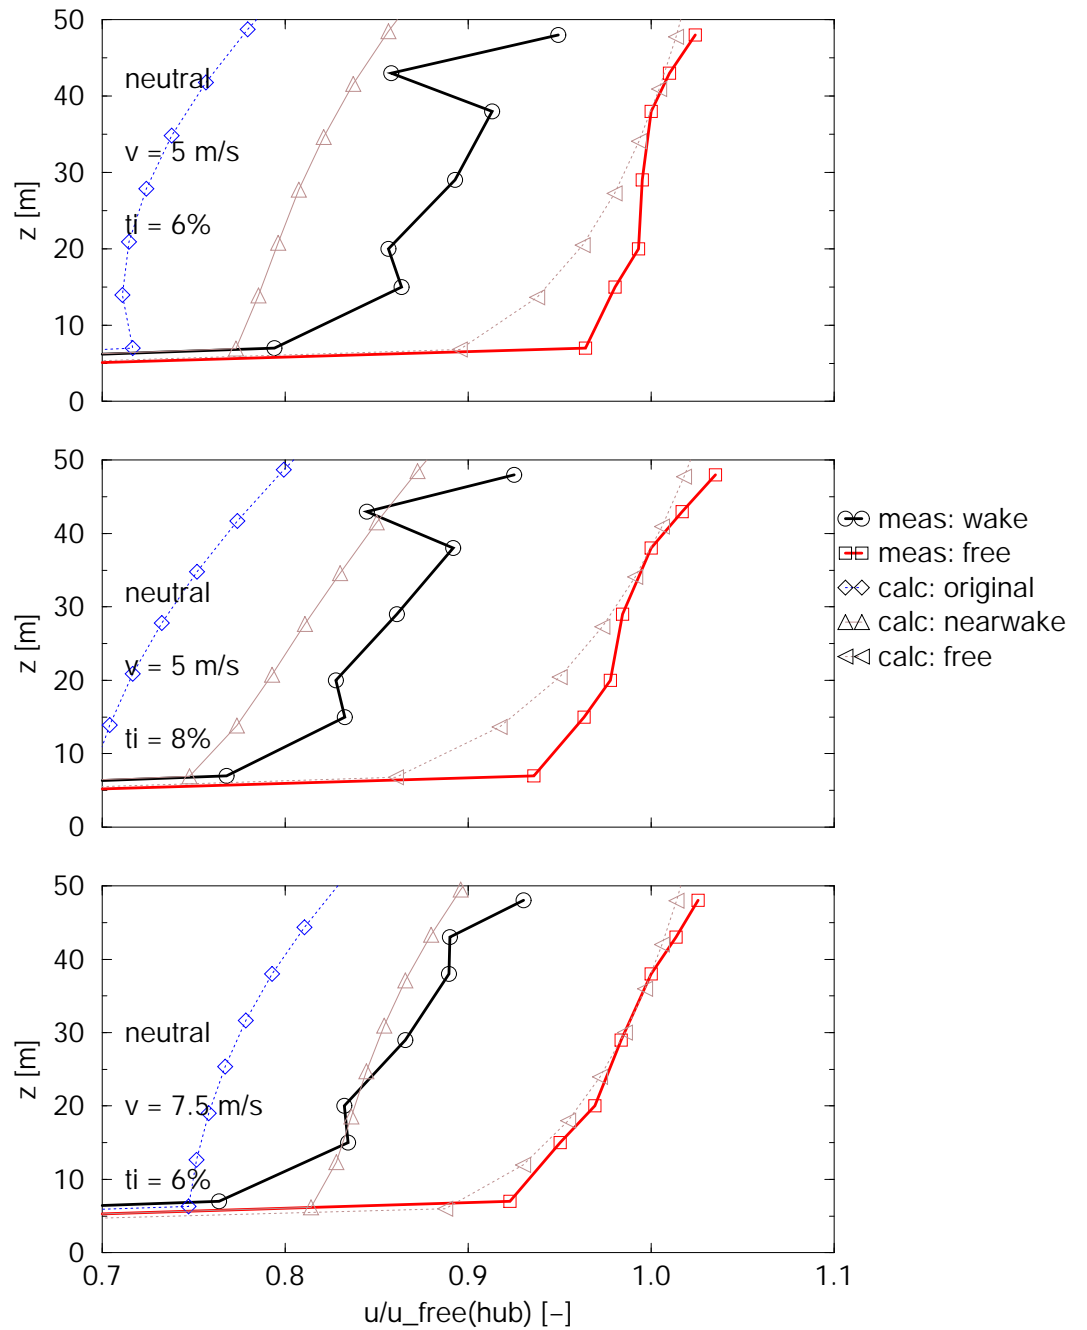 50
40
30
20
10
0
z [m]
neutral
v = 5 m/s
ti = 6%
50
40
30
20
10
0
z [m]
neutral
v = 5 m/s
ti = 8%
meas: wake
meas: free
calc: original
calc: nearwake
calc: free
50
40
30
20
10
0
z [m]
neutral
v = 7.5 m/s
ti = 6%
0.7 0.8 0.9 1.0 1.1
u/u_free(hub) [−]